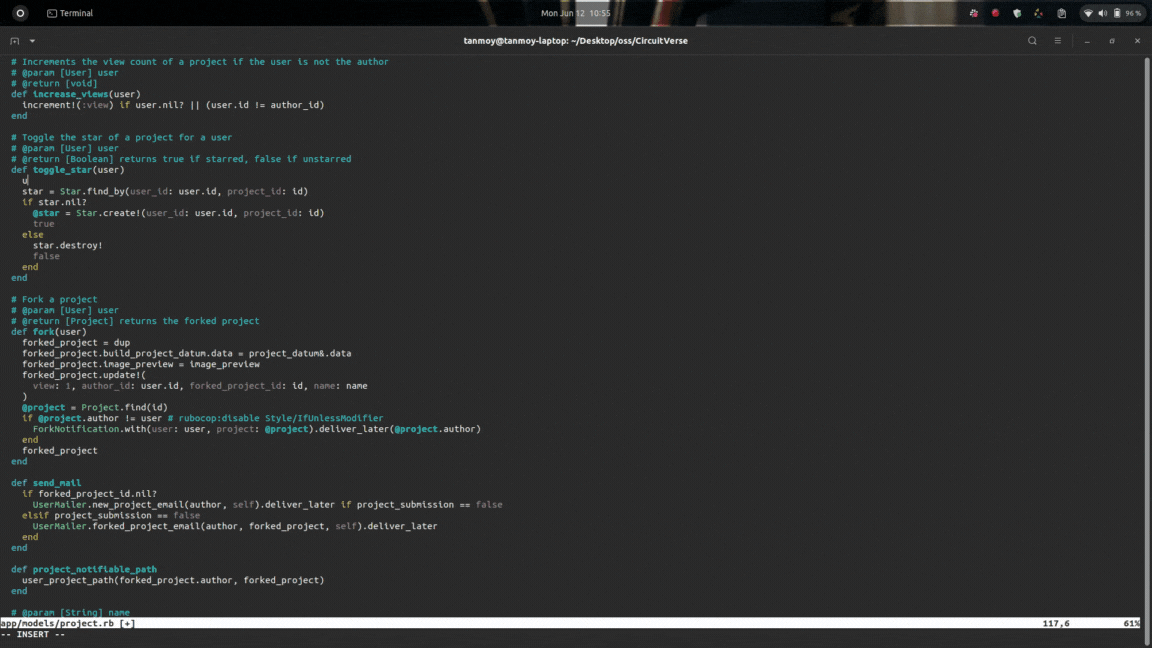 Terminal
Mon Jun 12 10:55
96 %
tanmoy@tanmoy-laptop: ~/Desktop/oss/CircuitVerse
# Increments the view count of a project if the user is not the author
# @param [User] user
# @return [void]
def increase_views(user)
  increment!(:view) if user.nil? || (user.id != author_id)
end
# Toggle the star of a project for a user
# @param [User] user
# @return [Boolean] returns true if starred, false if unstarred
def toggle_star(user)
  u
  star = Star.find_by(user_id: user.id, project_id: id)
  if star.nil?
    @star = Star.create!(user_id: user.id, project_id: id)
    true
  else
    star.destroy!
    false
  end
end
# Fork a project
# @param [User] user
# @return [Project] returns the forked project
def fork(user)
  forked_project = dup
  forked_project.build_project_datum.data = project_datum&.data
  forked_project.image_preview = image_preview
  forked_project.update!(
    view: 1, author_id: user.id, forked_project_id: id, name: name
  )
  @project = Project.find(id)
  if @project.author != user # rubocop:disable Style/IfUnlessModifier
    ForkNotification.with(user: user, project: @project).deliver_later(@project.author)
  end
  forked_project
end
def send_mail
  if forked_project_id.nil?
    UserMailer.new_project_email(author, self).deliver_later if project_submission == false
  elsif project_submission == false
    UserMailer.forked_project_email(author, forked_project, self).deliver_later
  end
end
def project_notifiable_path
  user_project_path(forked_project.author, forked_project)
end
# @param [String] name
app/models/project.rb [+] 117,6 61%
-- INSERT --